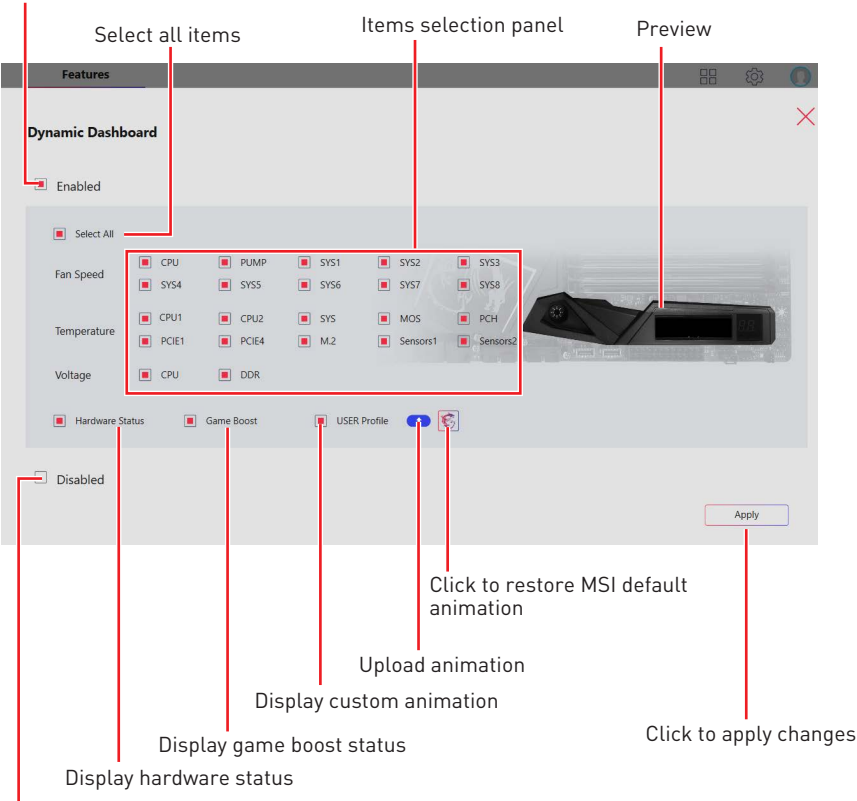 Select all items
Items selection panel
Preview
Features
Dynamic Dashboard
Enabled
Select All
Fan Speed
CPU PUMP SYS1 SYS2 SYS3
SYS4 SYS5 SYS6 SYS7 SYS8
Temperature
CPU1 CPU2 SYS MOS PCH
PCIE1 PCIE4 M.2 Sensors1 Sensors2
Voltage
CPU DDR
Hardware Status Game Boost USER Profile
Disabled
Apply
Click to restore MSI default
animation
Upload animation
Display custom animation
Click to apply changes
Display game boost status
Display hardware status